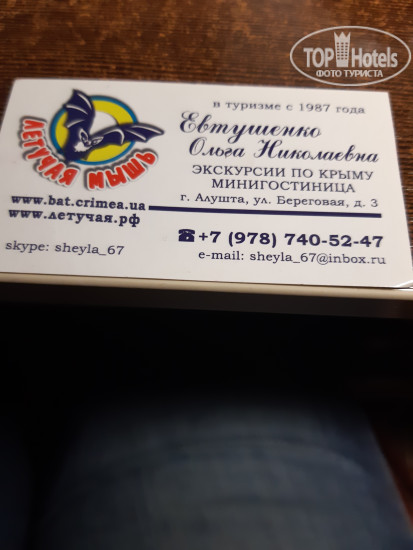 TOP Hotels
ФОТО ТУРИСТА
ЛЕТУЧАЯ МЫШЬ
в туризме с 1987 года
Евтушенко
Ольга Николаевна
ЭКСКУРСИИ ПО КРЫМУ
МИНИГОСТИНИЦА
г. Алушта, ул. Береговая, д. 3
www.bat.crimea.ua
www.летучая.рф
☎+7 (978) 740-52-47
skype: sheyla_67
e-mail: sheyla_67@inbox.ru